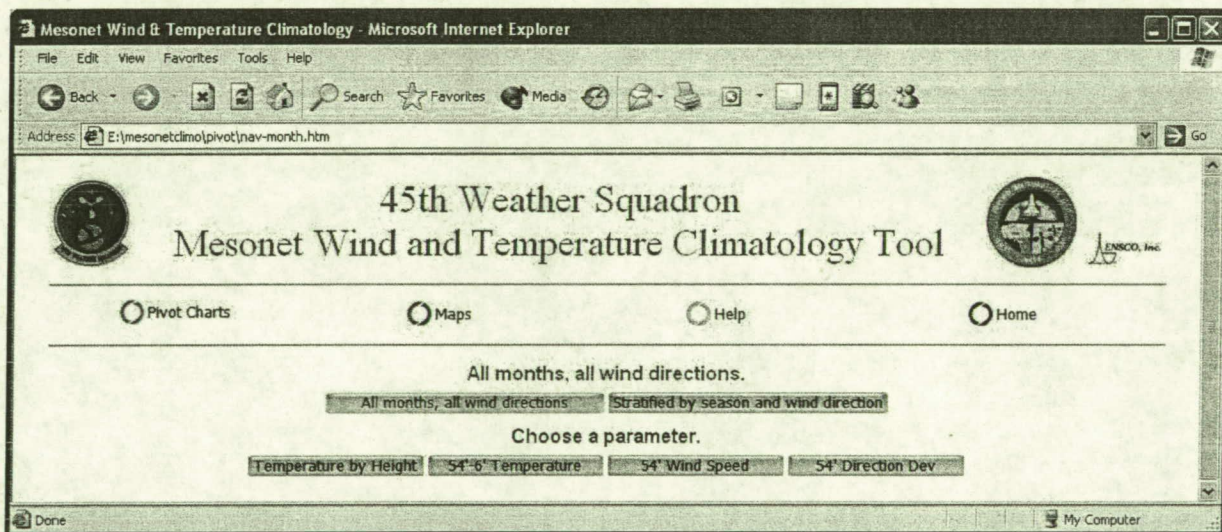 Mesonet Wind & Temperature Climatology - Microsoft Internet Explorer
File Edit View Favorites Tools Help
Back Search Favorites Media
Address E:\mesonetclimo\pivot\nav-month.htm Go
45th Weather Squadron
Mesonet Wind and Temperature Climatology Tool
ENSCO, Inc.
Pivot Charts Maps Help Home
All months, all wind directions.
All months, all wind directions Stratified by season and wind direction
Choose a parameter.
Temperature by Height 54'-6' Temperature 54' Wind Speed 54' Direction Dev
Done My Computer